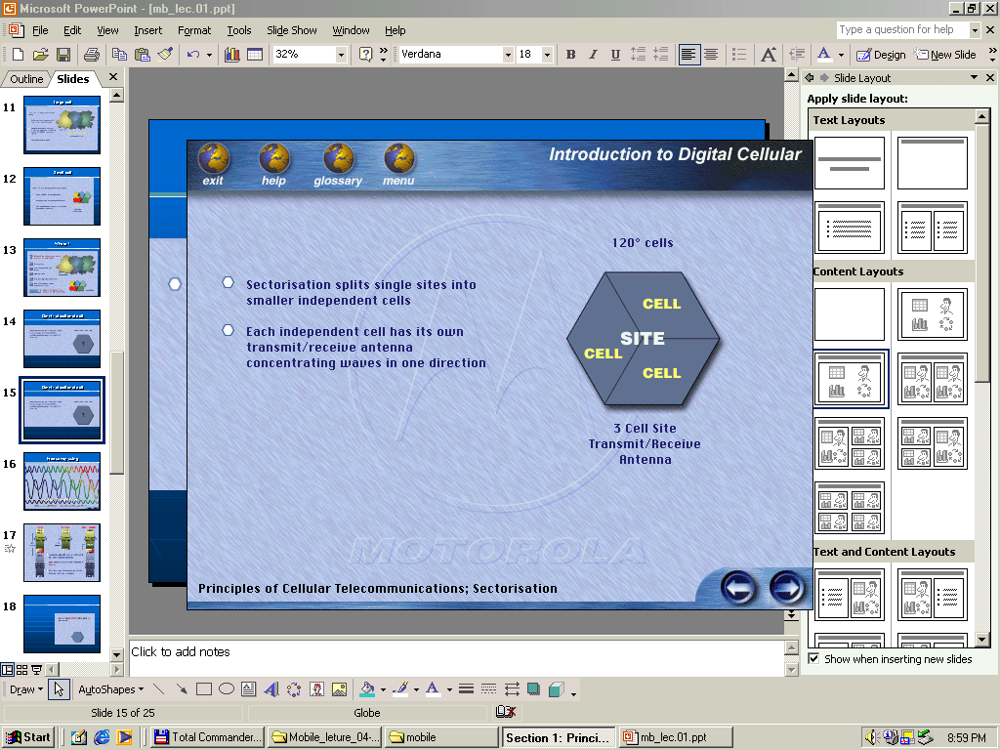 Microsoft PowerPoint - [mb_lec.01.ppt]
File Edit View Insert Format Tools Slide Show Window Help
Type a question for help
32%
Verdana
18
B I U
A
A
Design
New Slide
Outline
Slides
Slide Layout
Apply slide layout:
Text Layouts
Content Layouts
Text and Content Layouts
Show when inserting new slides
11
12
13
14
15
16
17
18
exit
help
glossary
menu
Introduction to Digital Cellular
120° cells
Sectorisation splits single sites into
smaller independent cells
Each independent cell has its own
transmit/receive antenna
concentrating waves in one direction
CELL
SITE
CELL
CELL
3 Cell Site
Transmit/Receive
Antenna
MOTOROLA
Principles of Cellular Telecommunications; Sectorisation
Click to add notes
Draw
AutoShapes
A
Slide 15 of 25
Globe
Start
Total Commander...
Mobile_leture_04-...
mobile
Section 1: Princi...
mb_lec.01.ppt
8:59 PM